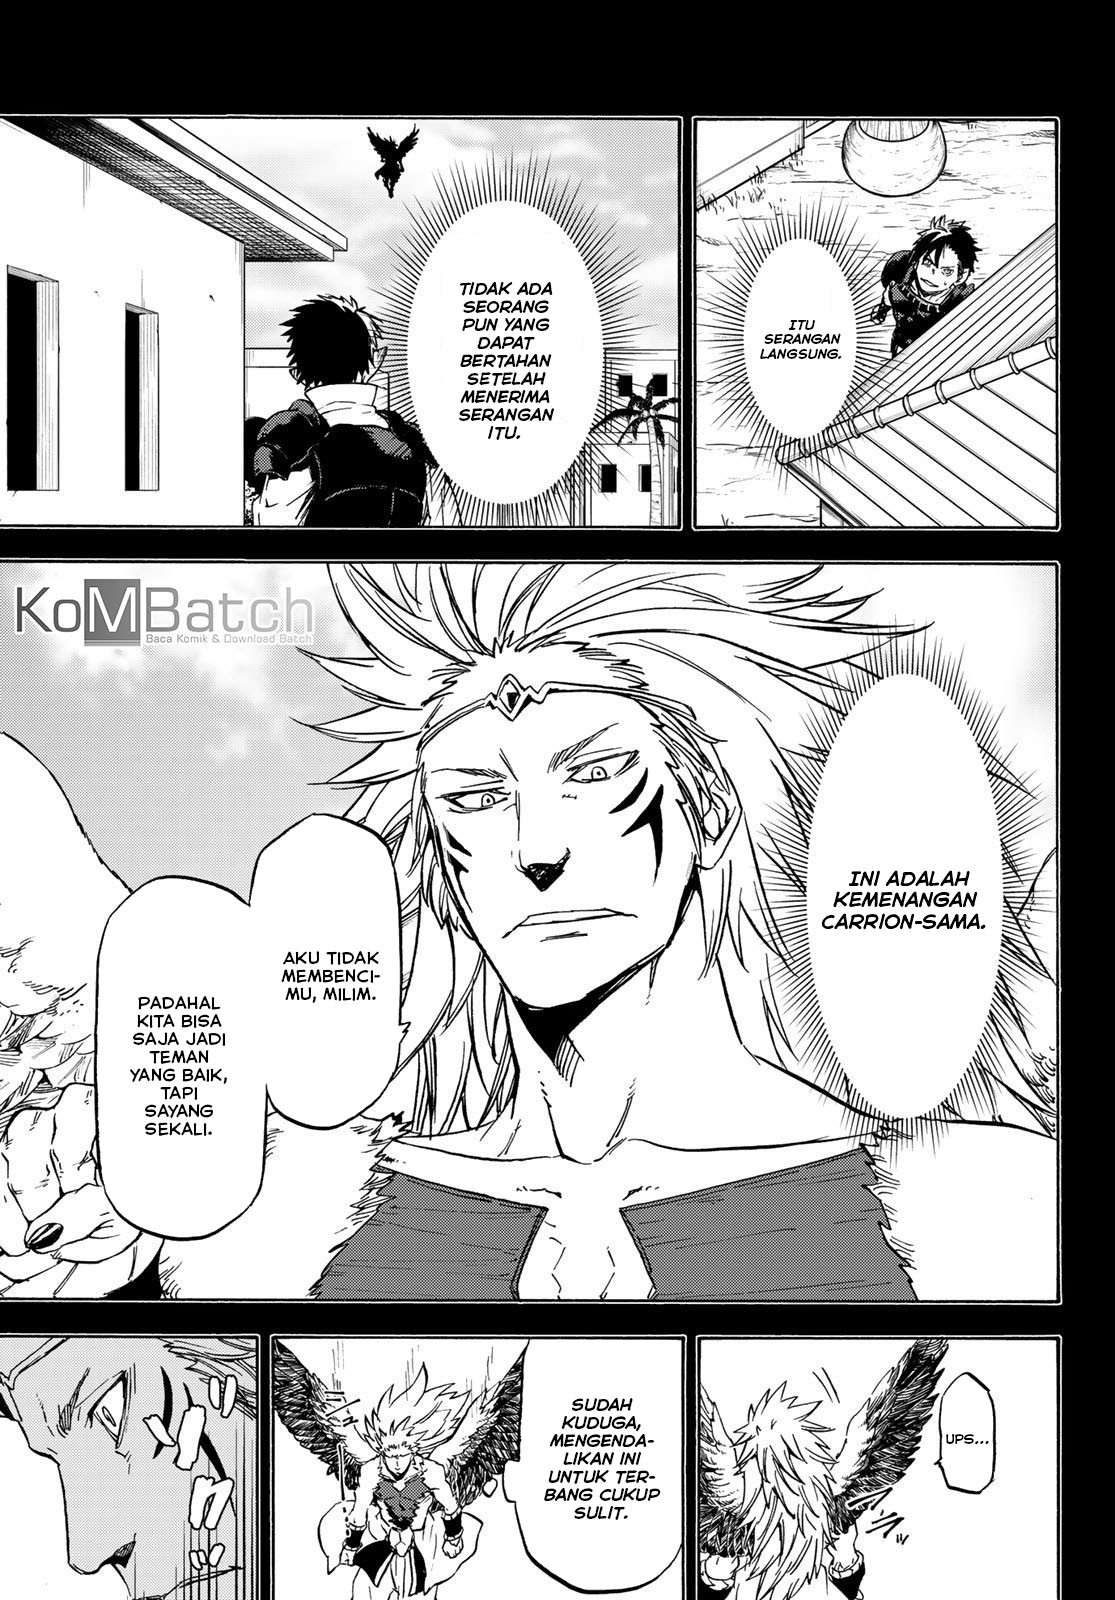 ITU
SERANGAN
LANGSUNG.
TIDAK ADA
SEORANG
PUN YANG
DAPAT
BERTAHAN
SETELAH
MENERIMA
SERANGAN
ITU.
KoMBatch
Baca Komik & Download Batch
INI ADALAH
KEMENANGAN
CARRION-SAMA.
AKU TIDAK
MEMBENCI-
MU, MILIM.
PADAHAL
KITA BISA
SAJA JADI
TEMAN
YANG BAIK,
TAPI
SAYANG
SEKALI.
UPS...
SUDAH
KUDUGA,
MENGENDA-
LIKAN INI
UNTUK TER-
BANG CUKUP
SULIT.